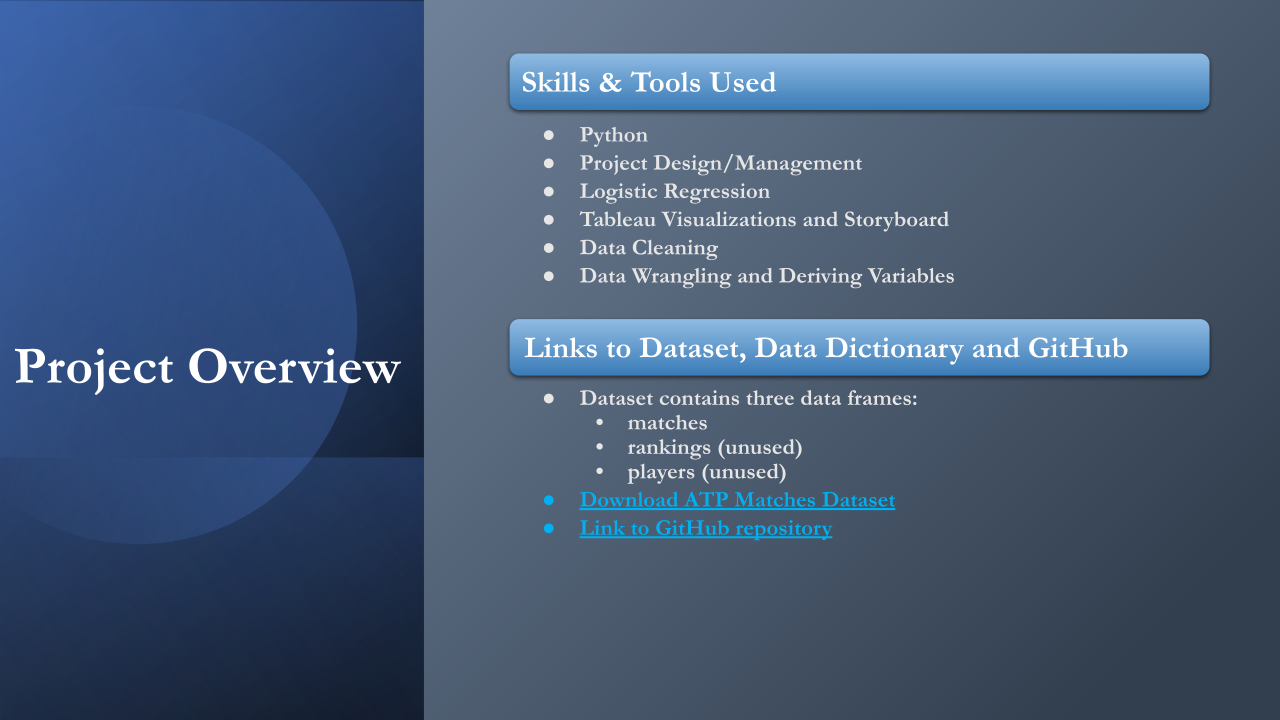 Project Overview
Skills & Tools Used
● Python
● Project Design/Management
● Logistic Regression
● Tableau Visualizations and Storyboard
● Data Cleaning
● Data Wrangling and Deriving Variables
Links to Dataset, Data Dictionary and GitHub
● Dataset contains three data frames:
• matches
• rankings (unused)
• players (unused)
● Download ATP Matches Dataset
● Link to GitHub repository